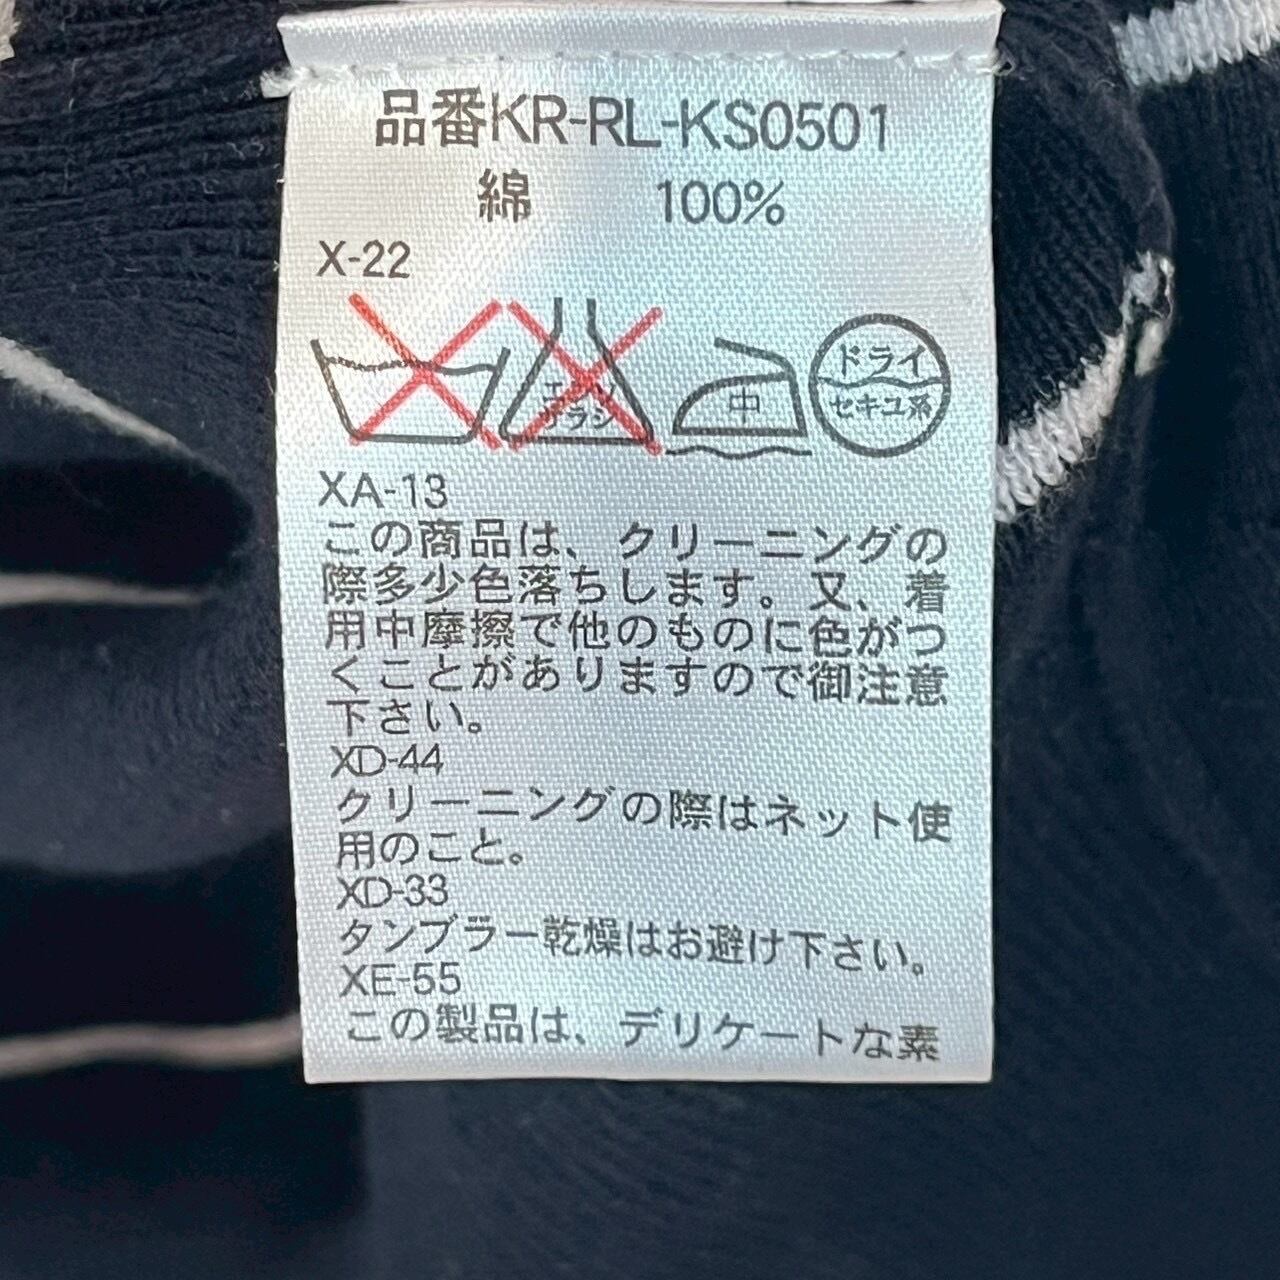 品番KR-RL-KS0501
綿 100%
X-22
中
ドライ
セキユ系
XA-13
この商品は、クリーニングの
際多少色落ちします。又、着
用中摩擦で他のものに色がつ
くことがありますので御注意
下さい。
XD-44
クリーニングの際はネット使
用のこと。
XD-33
タンブラー乾燥はお避け下さい。
XE-55
この製品は、デリケートな素